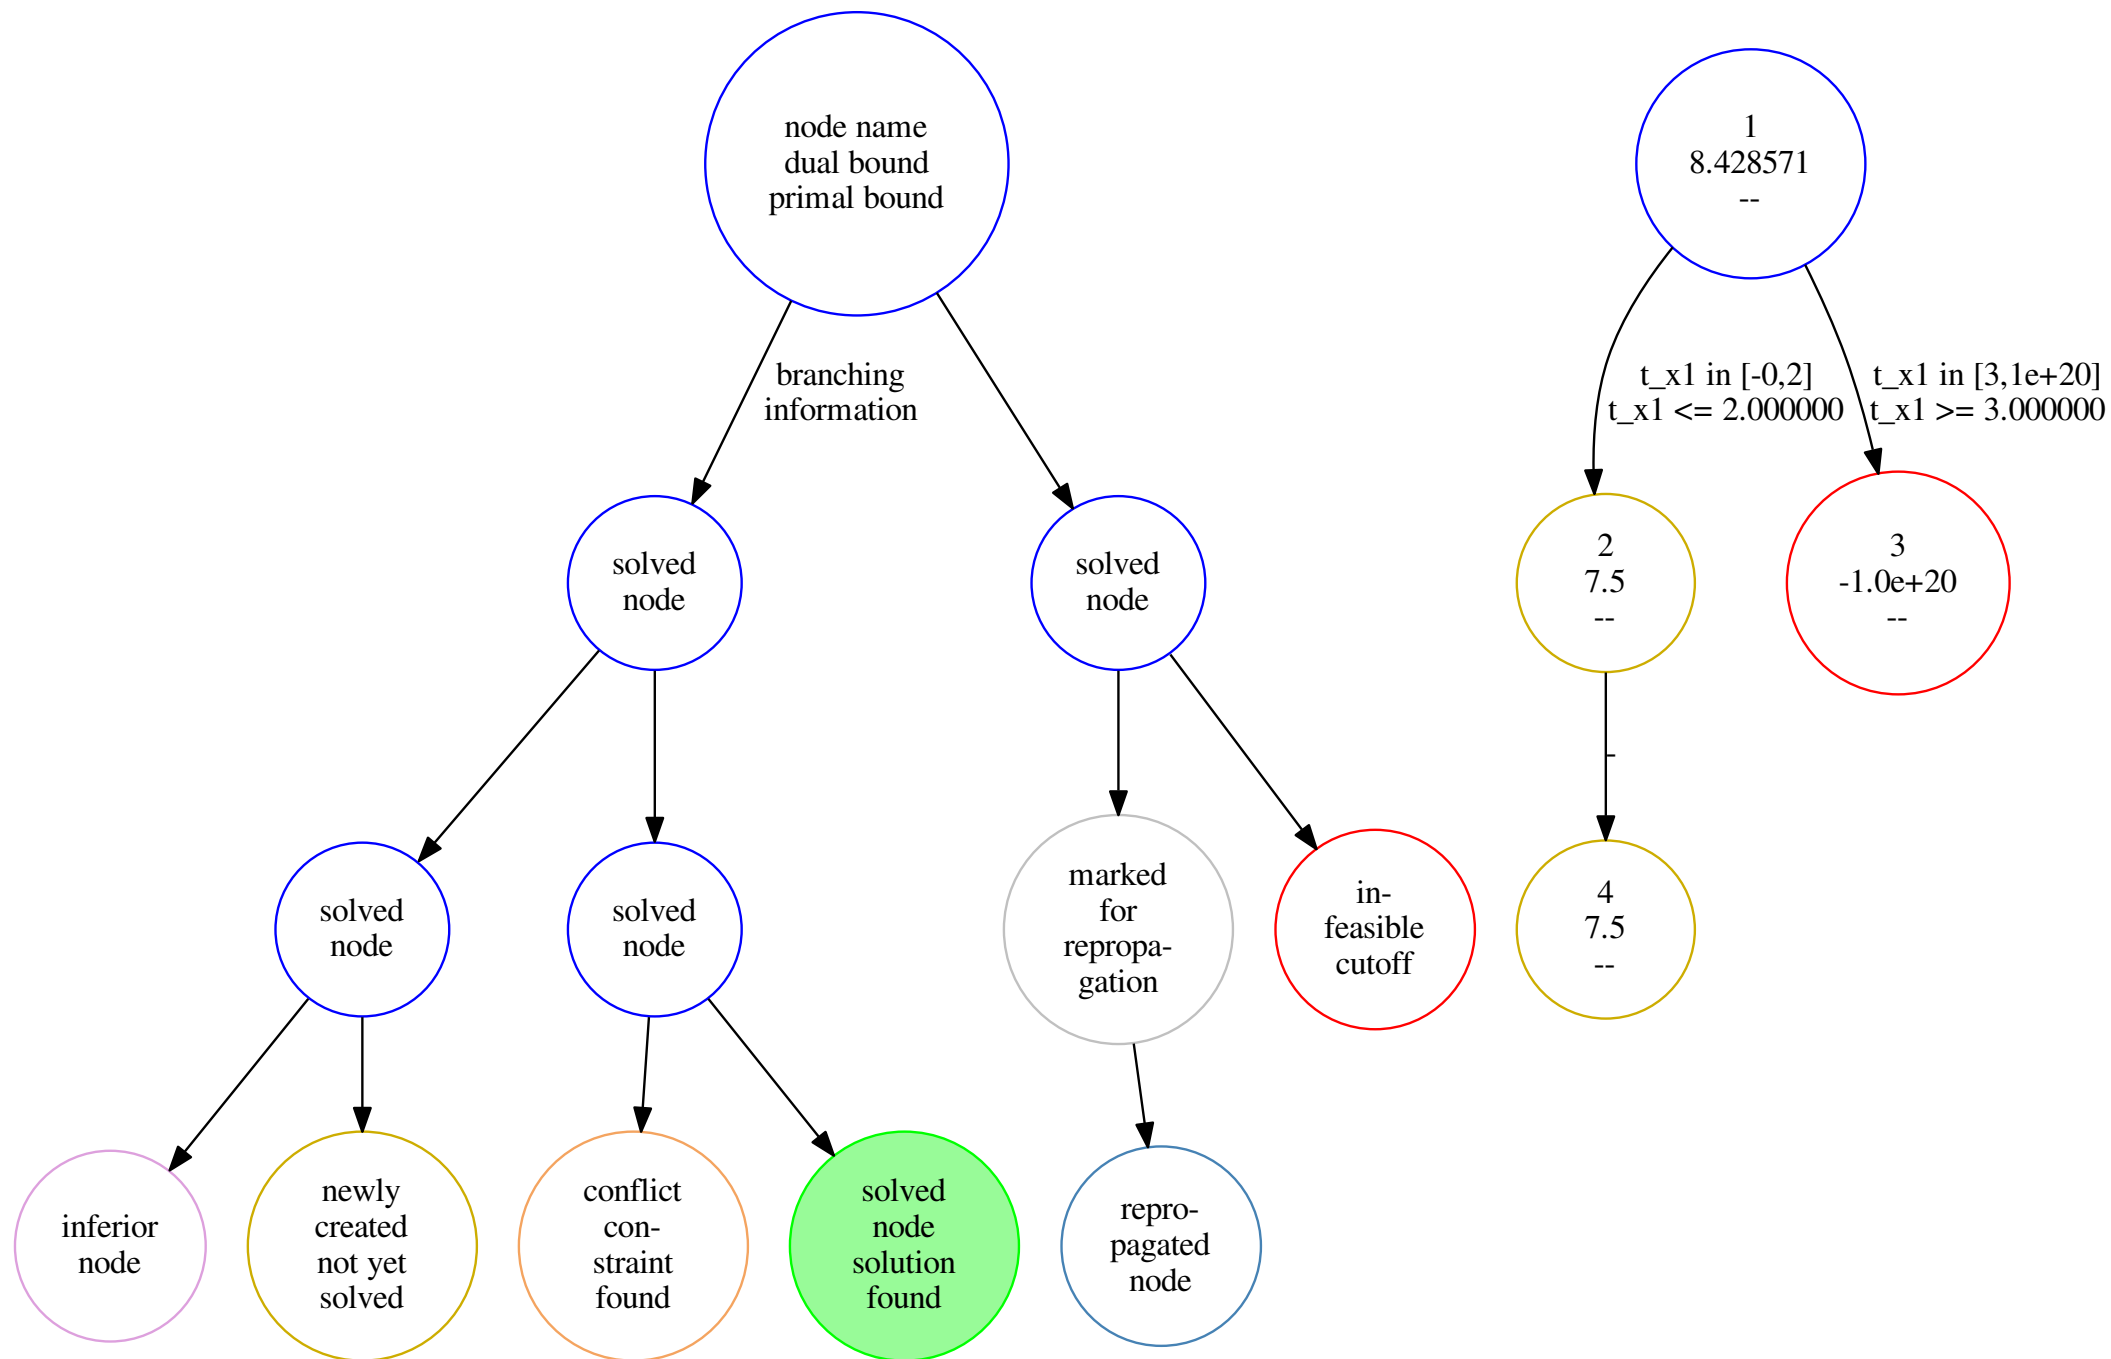 node name
dual bound
primal bound
branching
information
solved
node
solved
node
solved
node
solved
node
marked
for
repropa-
gation
in-
feasible
cutoff
inferior
node
newly
created
not yet
solved
conflict
con-
straint
found
solved
node
solution
found
repro-
pagated
node
1
8.428571
--
t_x1 in [-0,2]
t_x1 <= 2.000000
t_x1 in [3,1e+20]
t_x1 >= 3.000000
2
7.5
--
3
-1.0e+20
--
-
4
7.5
--